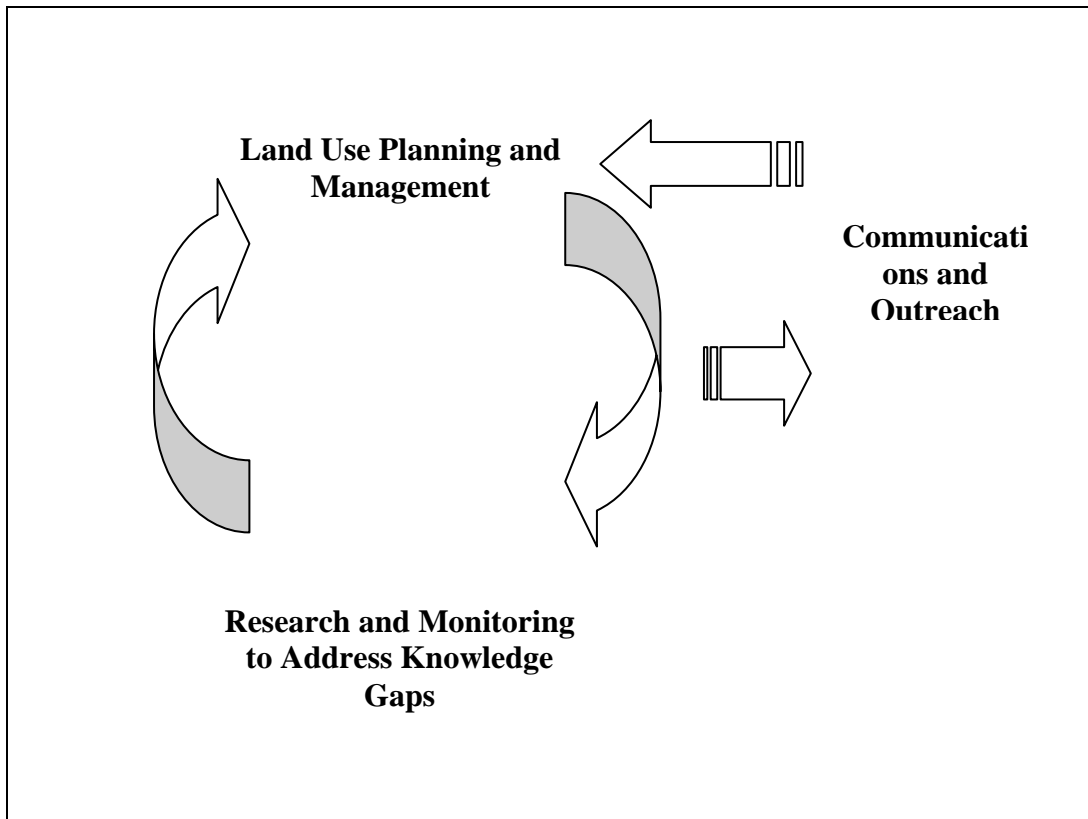 Land Use Planning and
Management
Communicati
ons and
Outreach
Research and Monitoring
to Address Knowledge
Gaps